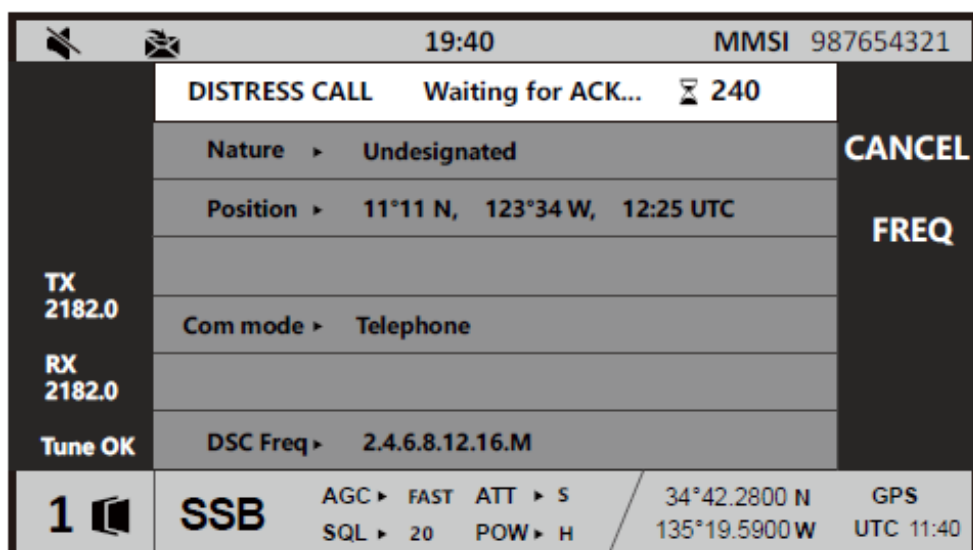 19:40 MMSI 987654321
DISTRESS CALL Waiting for ACK... 240
Nature ▸ Undesignated
CANCEL
Position ▸ 11°11 N, 123°34 W, 12:25 UTC
FREQ
TX
2182.0
Com mode ▸ Telephone
RX
2182.0
Tune OK
DSC Freq ▸ 2.4.6.8.12.16.M
1 SSB AGC ▸ FAST ATT ▸ S 34°42.2800 N GPS
SQL ▸ 20 POW ▸ H 135°19.5900 W UTC 11:40